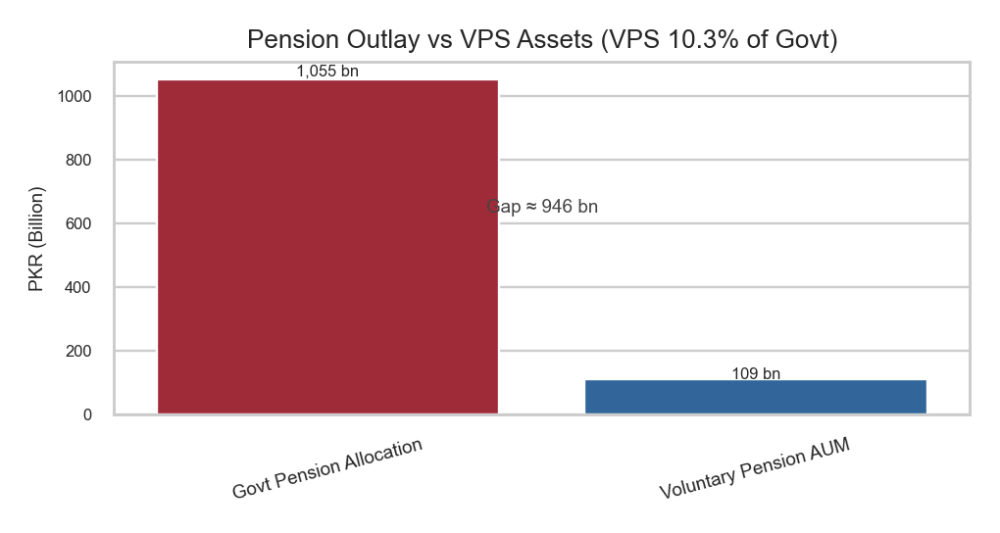 Pension Outlay vs VPS Assets (VPS 10.3% of Govt)
1,055 bn
1000
800
Gap ≈ 946 bn
600
PKR (Billion)
400
200
109 bn
0
Govt Pension Allocation
Voluntary Pension AUM